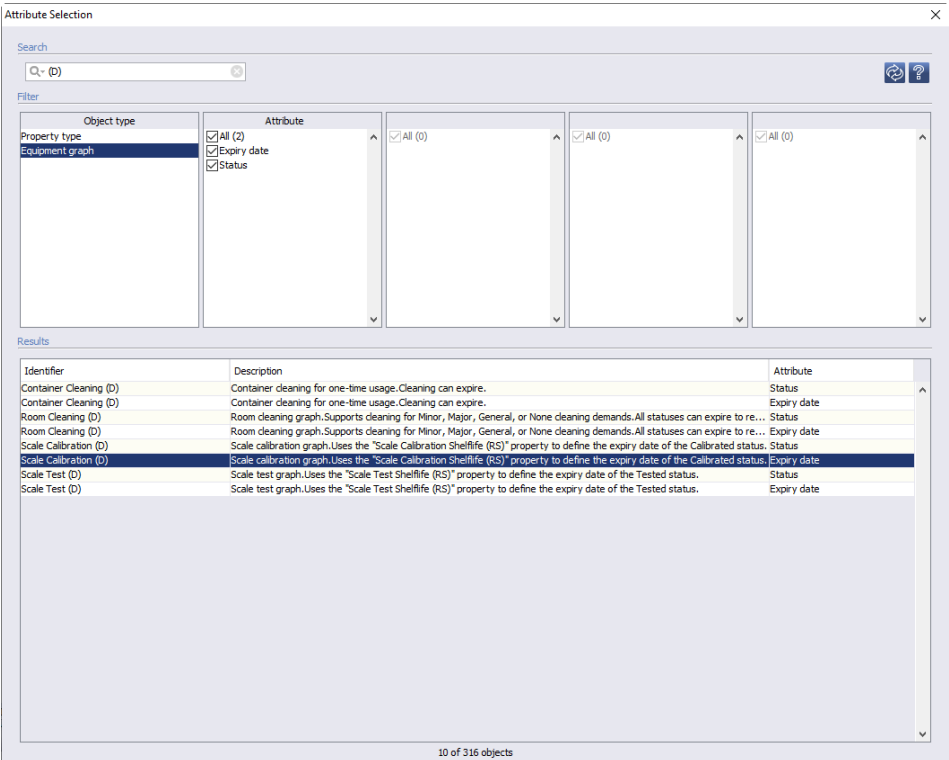 Attribute Selection
Search
(D)
Filter
Object type
Attribute
Property type
Equipment graph
All (2)
Expiry date
Status
All (0)
All (0)
All (0)
Results
Identifier Description Attribute
Container Cleaning (D) Container cleaning for one-time usage.Cleaning can expire. Status
Container Cleaning (D) Container cleaning for one-time usage.Cleaning can expire. Expiry date
Room Cleaning (D) Room cleaning graph.Supports cleaning for Minor, Major, General, or None cleaning demands.All statuses can expire to re... Status
Room Cleaning (D) Room cleaning graph.Supports cleaning for Minor, Major, General, or None cleaning demands.All statuses can expire to re... Expiry date
Scale Calibration (D) Scale calibration graph.Uses the "Scale Calibration Shelflife (RS)" property to define the expiry date of the Calibrated status. Status
Scale Calibration (D) Scale calibration graph.Uses the "Scale Calibration Shelflife (RS)" property to define the expiry date of the Calibrated status. Expiry date
Scale Test (D) Scale test graph.Uses the "Scale Test Shelflife (RS)" property to define the expiry date of the Tested status. Status
Scale Test (D) Scale test graph.Uses the "Scale Test Shelflife (RS)" property to define the expiry date of the Tested status. Expiry date
10 of 316 objects